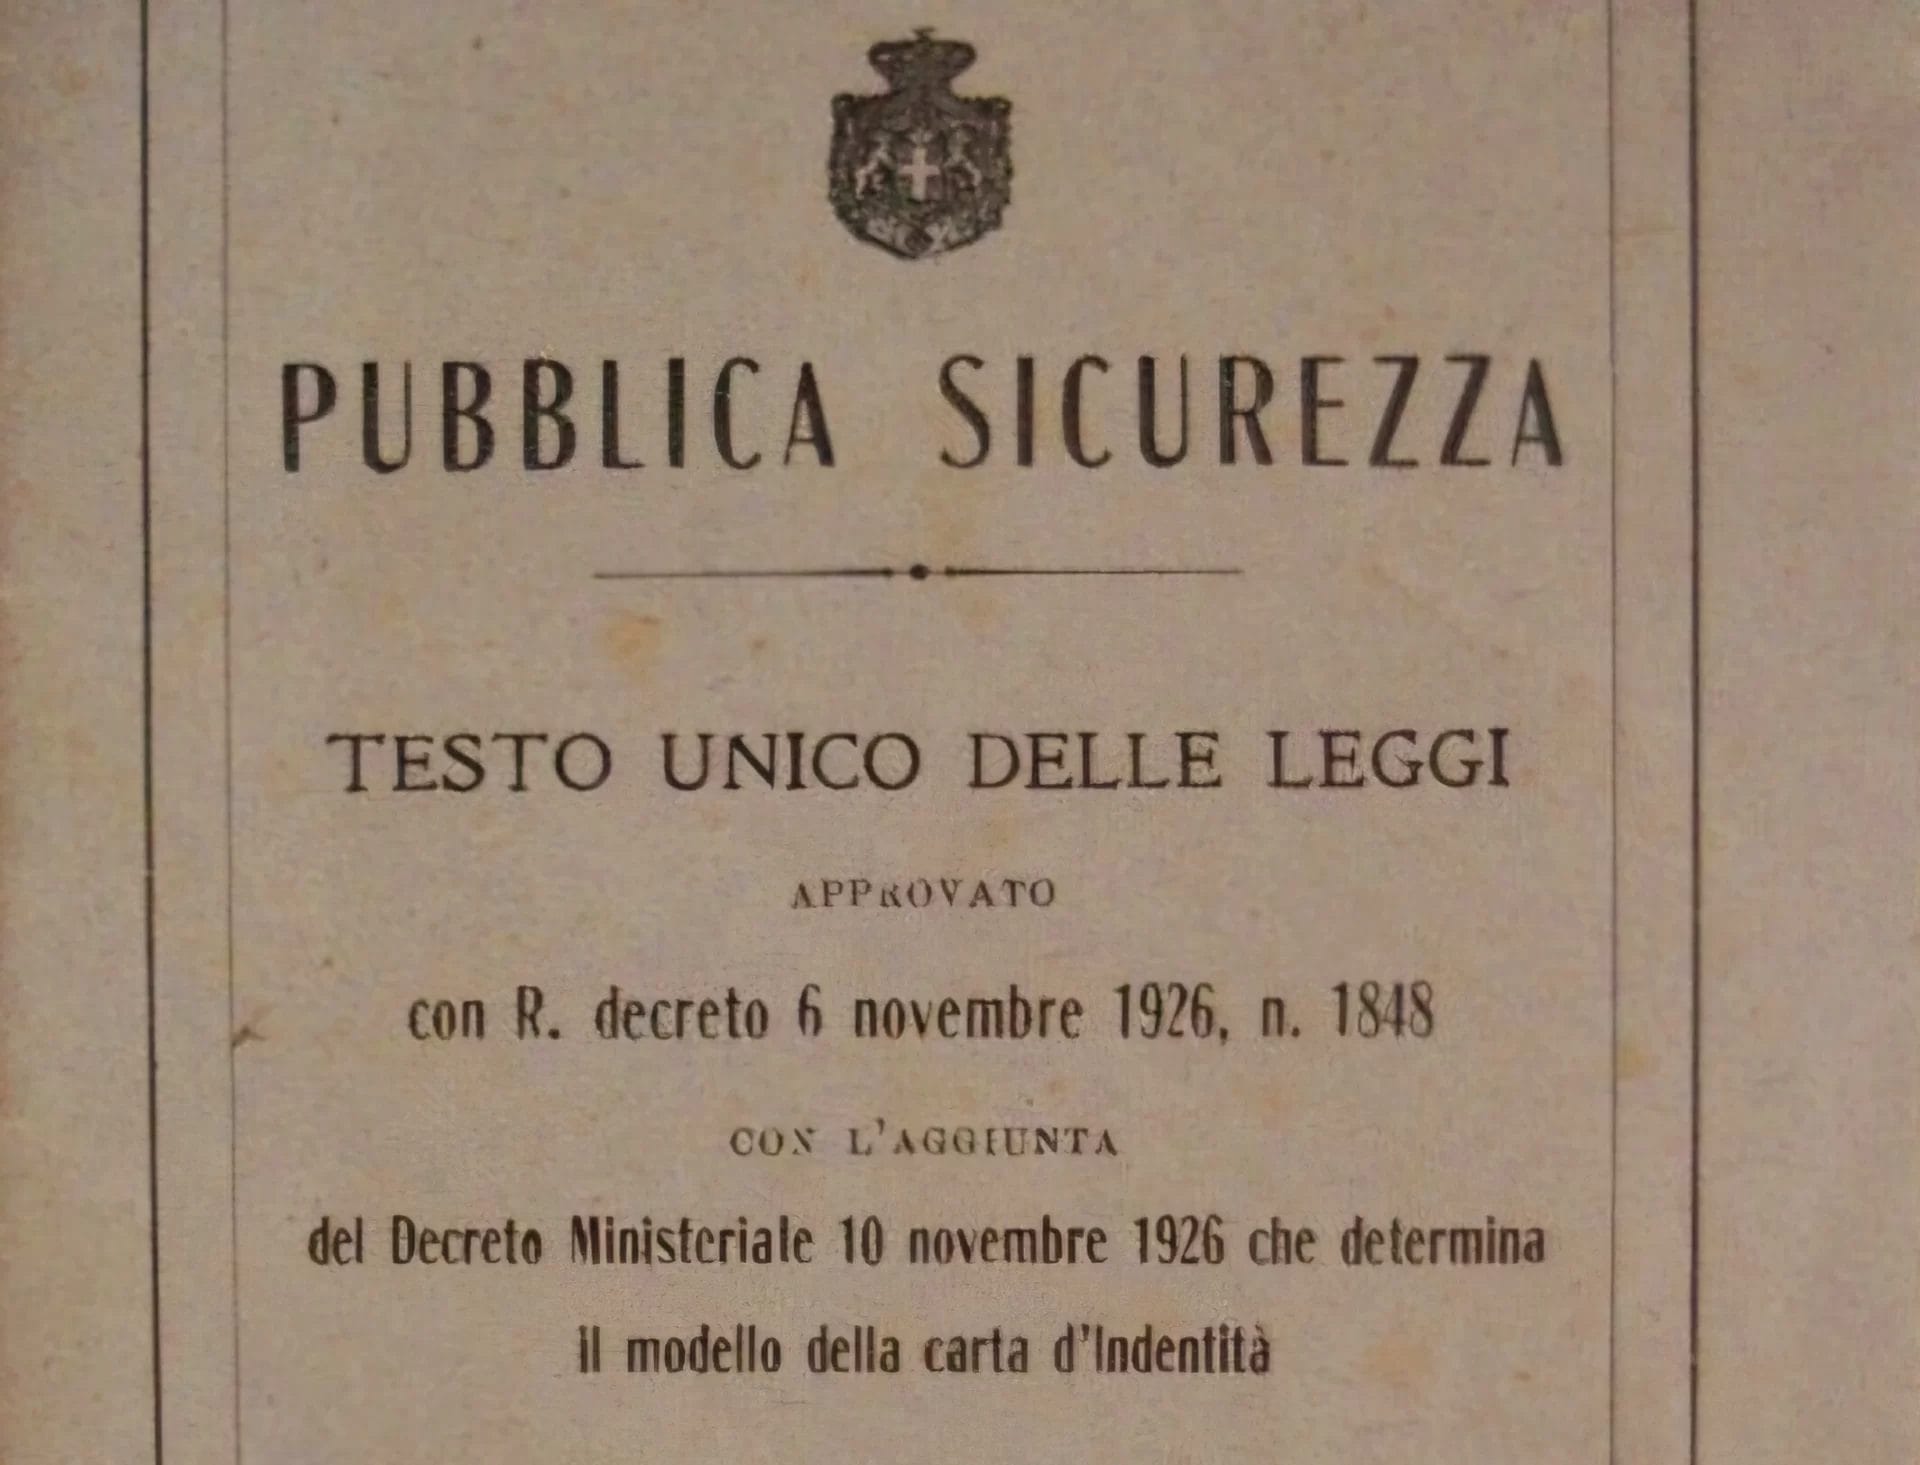 PUBBLICA SICUREZZA
TESTO UNICO DELLE LEGGI
APPROVATO
con R. decreto 6 novembre 1926, n. 1848
CON L'AGGIUNTA
del Decreto Ministeriale 10 novembre 1926 che determina
il modello della carta d'Indentità